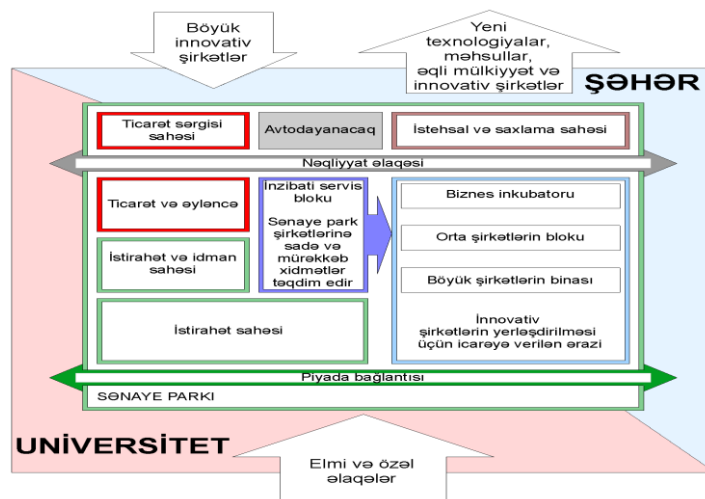 Böyük
innovativ
şirkətlər
Yeni
texnologiyalar,
məhsullar,
əqli mülkiyyət və
innovativ şirkətlər
ŞƏHƏR
Ticarət sərgisi
sahəsi
Avtodayanacaq
İstehsal və saxlama sahəsi
Nəqliyyat əlaqəsi
Ticarət və əyləncə
İnzibati servis
bloku
Sənaye park
şirkətlərinə
sadə və
mürəkkəb
xidmətlər
təqdim edir
Biznes inkubatoru
Orta şirkətlərin bloku
Böyük şirkətlərin binası
İnnovativ
şirkətlərin yerləşdirilməsi
üçün icarəyə verilən ərazi
İstirahət və idman
sahəsi
İstirahət sahəsi
Piyada bağlantısı
SƏNAYE PARKI
UNİVERSİTET
Elmi və özəl
əlaqələr